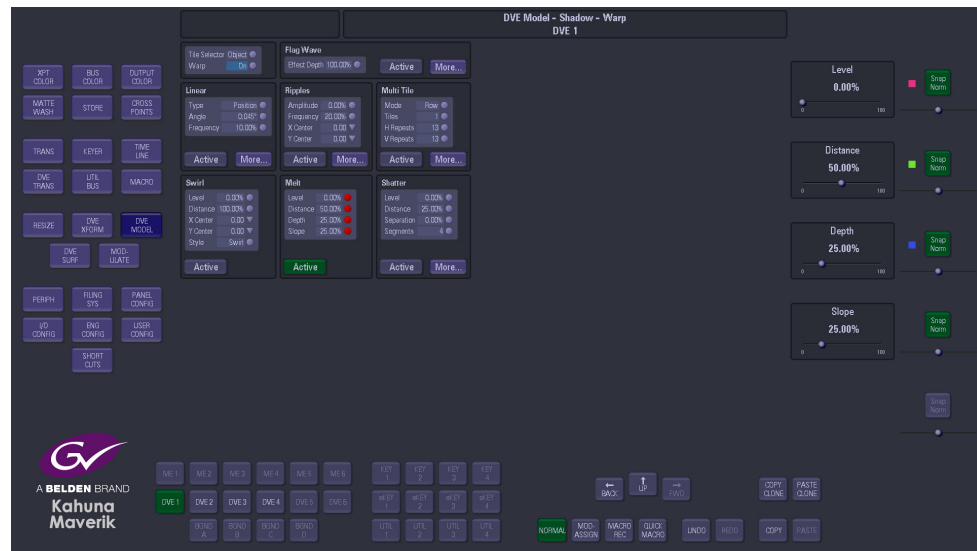 DVE Model - Shadow - Warp
DVE 1
Tile Selector Object
Warp On
Flag Wave
Effect Depth 100.00%
Active More...
Linear
Type Position
Angle 0.045°
Frequency 10.00%
Active More...
Ripples
Amplitude 0.00%
Frequency 20.00%
X Center 0.00
Y Center 0.00
Active More...
Multi Tile
Mode Row
Tiles 1
H Repeats 13
V Repeats 13
Active More...
Swirl
Level 0.00%
Distance 100.00%
X Center 0.00
Y Center 0.00
Style Swirl
Active
Melt
Level 0.00%
Distance 50.00%
Depth 25.00%
Slope 25.00%
Active
Shatter
Level 0.00%
Distance 25.00%
Separation 0.00%
Segments 4
Active More...
XPT COLOR
BUS COLOR
OUTPUT COLOR
MATTE WASH
STORE
CROSS POINTS
TRANS
KEYER
TIME LINE
DVE TRANS
UTIL BUS
MACRO
RESIZE
DVE XFORM
DVE MODEL
DVE SURF
MOD- ULATE
PERIPH
FILING SYS
PANEL CONFIG
I/O CONFIG
ENG CONFIG
USER CONFIG
SHORT CUTS
Level
0.00%
0 100
Snap Norm
Distance
50.00%
0 100
Snap Norm
Depth
25.00%
0 100
Snap Norm
Slope
25.00%
0 100
Snap Norm
Snap Norm
GV
A BELDEN BRAND
Kahuna
Maverik
ME 1 ME 2 ME 3 ME 4 ME 5 ME 6
DVE 1 DVE 2 DVE 3 DVE 4 DVE 5 DVE 6
BGND A BGND B BGND C BGND D
KEY 1 KEY 2 KEY 3 KEY 4
sKEY 1 sKEY 2 sKEY 3 sKEY 4
UTIL 1 UTIL 2 UTIL 3 UTIL 4
BACK UP FWD
COPY CLONE PASTE CLONE
NORMAL MOD- ASSIGN MACRO REC QUICK MACRO UNDO REDO COPY PASTE